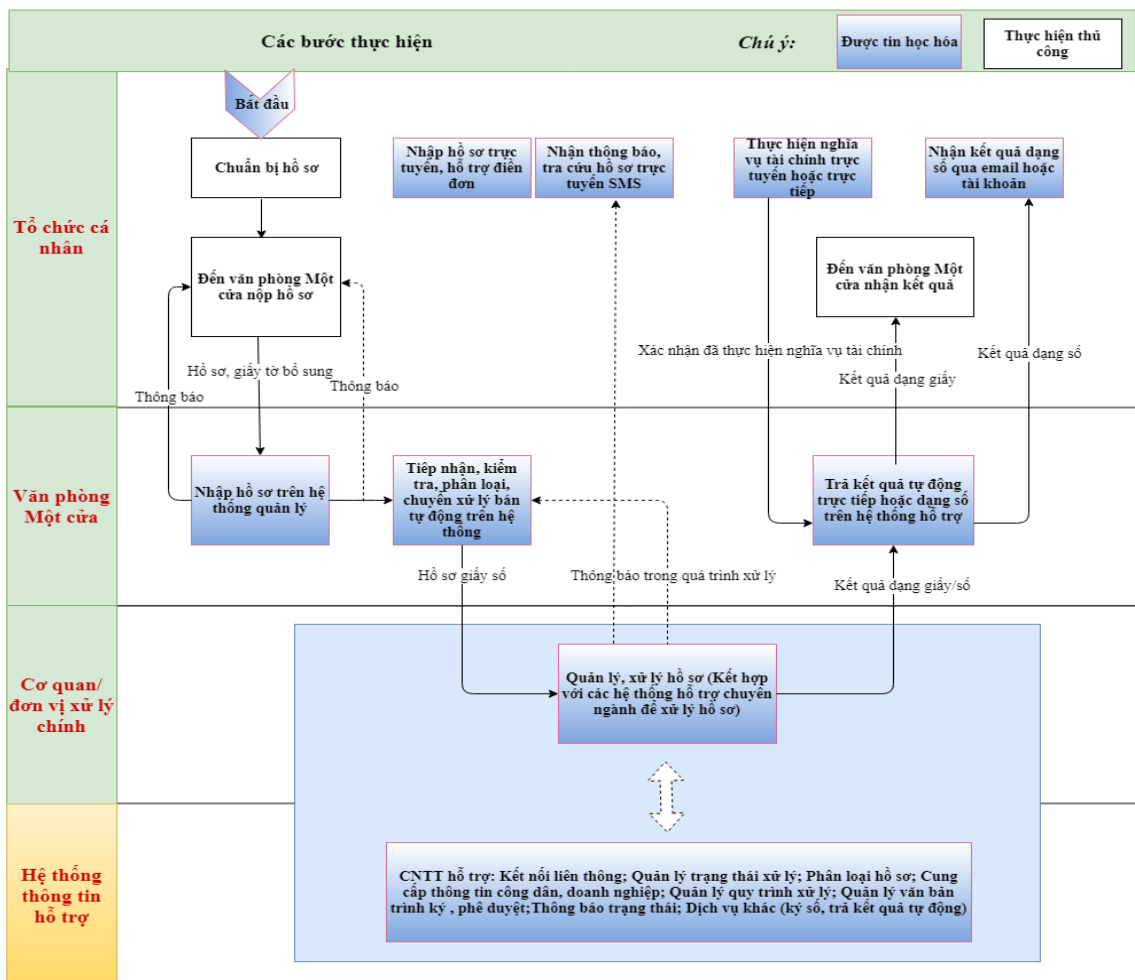 Các bước thực hiện
Chú ý:
Được tin học hóa
Thực hiện thủ
công
Bắt đầu
Chuẩn bị hồ sơ
Nhập hồ sơ trực
tuyến, hỗ trợ điền
đơn
Nhận thông báo,
tra cứu hồ sơ trực
tuyến SMS
Thực hiện nghĩa
vụ tài chính trực
tuyến hoặc trực
tiếp
Nhận kết quả dạng
số qua email hoặc
tài khoản
Tổ chức cá
nhân
Đến văn phòng Một
cửa nộp hồ sơ
Đến văn phòng Một
cửa nhận kết quả
Xác nhận đã thực hiện nghĩa vụ tài chính
Kết quả dạng số
Hồ sơ, giấy tờ bổ sung
Kết quả dạng giấy
Thông báo
Thông báo
Văn phòng
Một cửa
Nhập hồ sơ trên hệ
thống quản lý
Tiêp nhận, kiểm
tra, phân loại,
chuyển xử lý bán
tự động trên hệ
thông
Trả kết quả tự động
trực tiếp hoặc dạng số
trên hệ thống hỗ trợ
Hồ sơ giấy số
Thông báo trong quá trình xử lý
Kết quả dạng giấy/số
Cơ quan/
đơn vị xử lý
chính
Quản lý, xử lý hồ sơ (Kết hợp
với các hệ thống hỗ trợ chuyên
ngành để xử lý hồ sơ)
Hệ thống
thông tin
hỗ trợ
CNTT hỗ trợ: Kết nối liên thông; Quản lý trạng thái xử lý; Phân loại hồ sơ; Cung
cấp thông tin công dân, doanh nghiệp; Quản lý quy trình xử lý; Quản lý văn bản
trình ký , phê duyệt;Thông báo trạng thái; Dịch vụ khác (ký số, trả kết quả tự động)